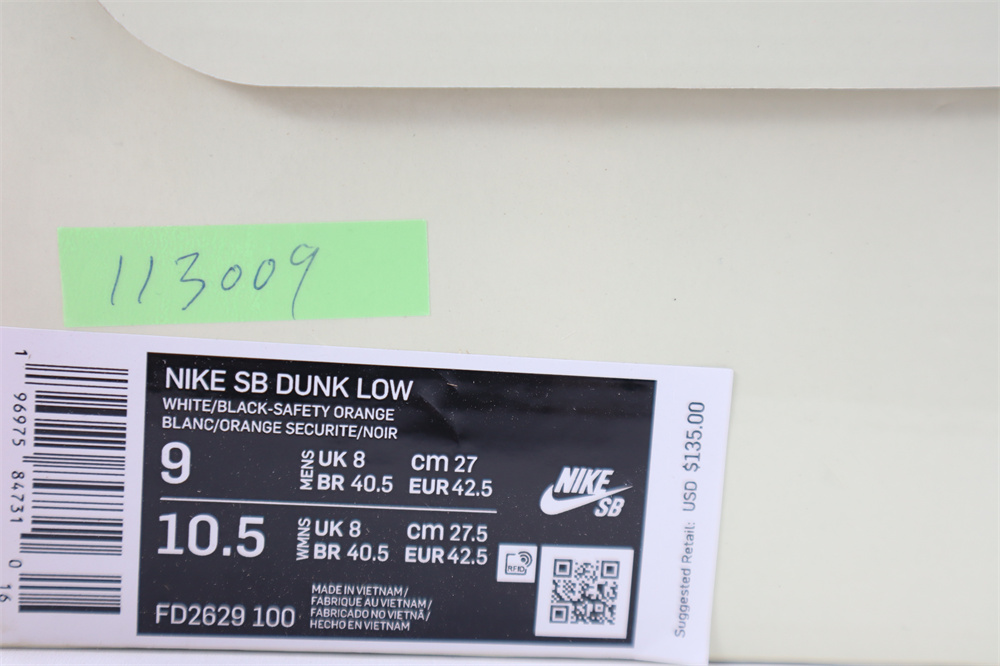 113009
NIKE SB DUNK LOW
WHITE/BLACK-SAFETY ORANGE
BLANC/ORANGE SECURITE/NOIR
9
MENS
UK 8 cm 27
BR 40.5 EUR 42.5
10.5
WMNS
UK 8 cm 27.5
BR 40.5 EUR 42.5
NIKE
SB
RFID
FD2629 100
MADE IN VIETNAM/
FABRIQUE AU VIETNAM/
FABRICADO NO VIETNÃ/
HECHO EN VIETNAM
Suggested Retail: USD $135.00
1 96975 84731 0 16